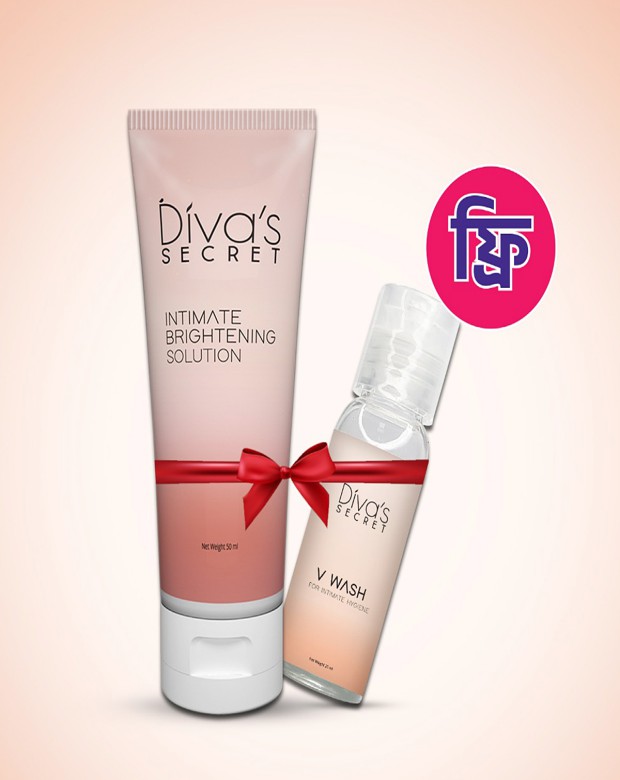 Diva's
SECRET
INTIMATE
BRIGHTENING
SOLUTION
Net Weight 50 ml
ফ্রি
Diva's
SECRET
V WASH
FOR INTIMATE HYGIENE